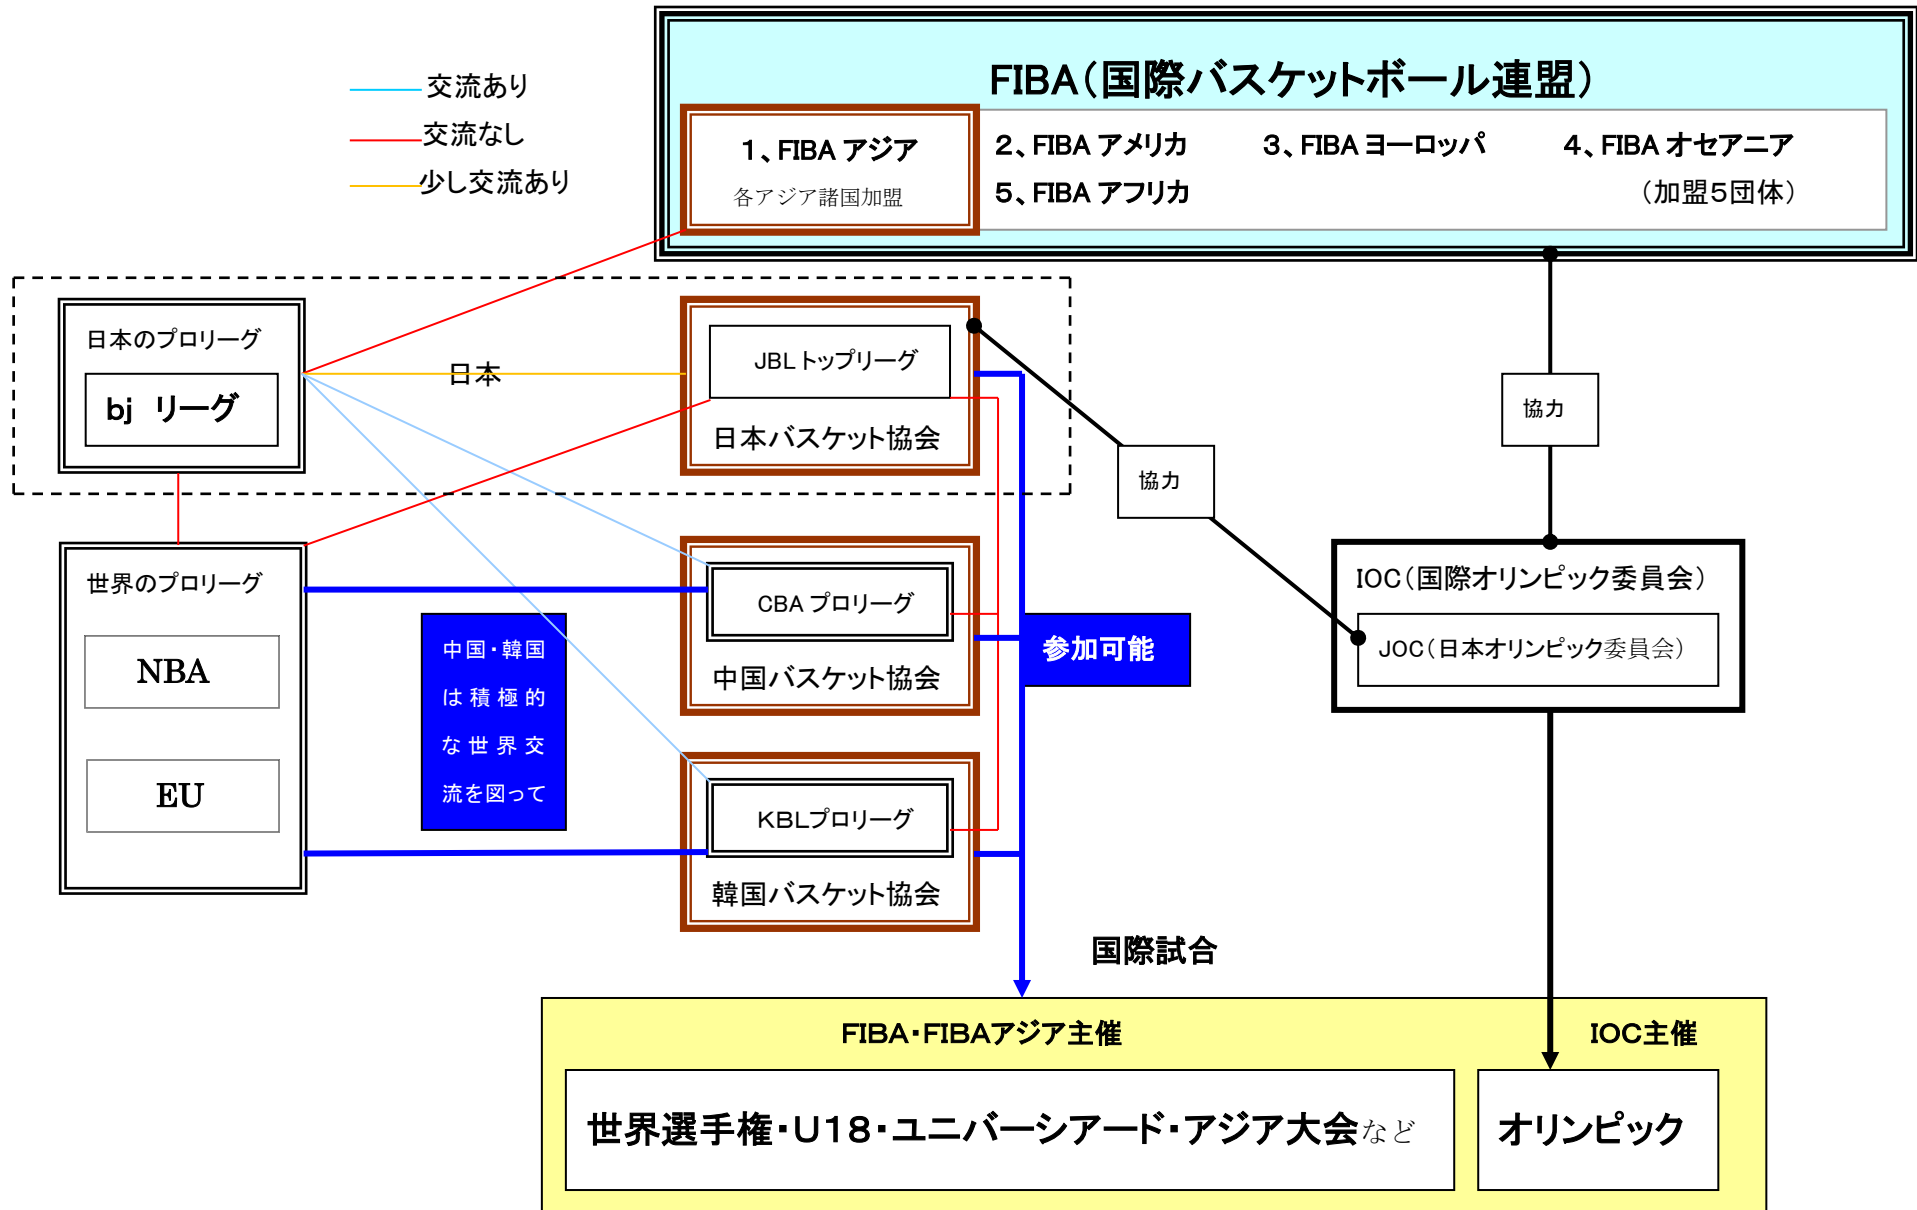 FIBA（国際バスケットボール連盟）
交流あり
交流なし
少し交流あり
1、FIBA アジア
各アジア諸国加盟
2、FIBA アメリカ 3、FIBA ヨーロッパ 4、FIBA オセアニア
5、FIBA アフリカ （加盟5団体）
日本のプロリーグ
bj リーグ
日本
JBL トップリーグ
日本バスケット協会
協力
協力
世界のプロリーグ
NBA
EU
中国・韓国
は積極的
な世界交
流を図って
CBA プロリーグ
中国バスケット協会
参加可能
IOC（国際オリンピック委員会）
JOC（日本オリンピック委員会）
KBLプロリーグ
韓国バスケット協会
国際試合
FIBA・FIBAアジア主催 IOC主催
世界選手権・U18・ユニバーシアード・アジア大会など
オリンピック